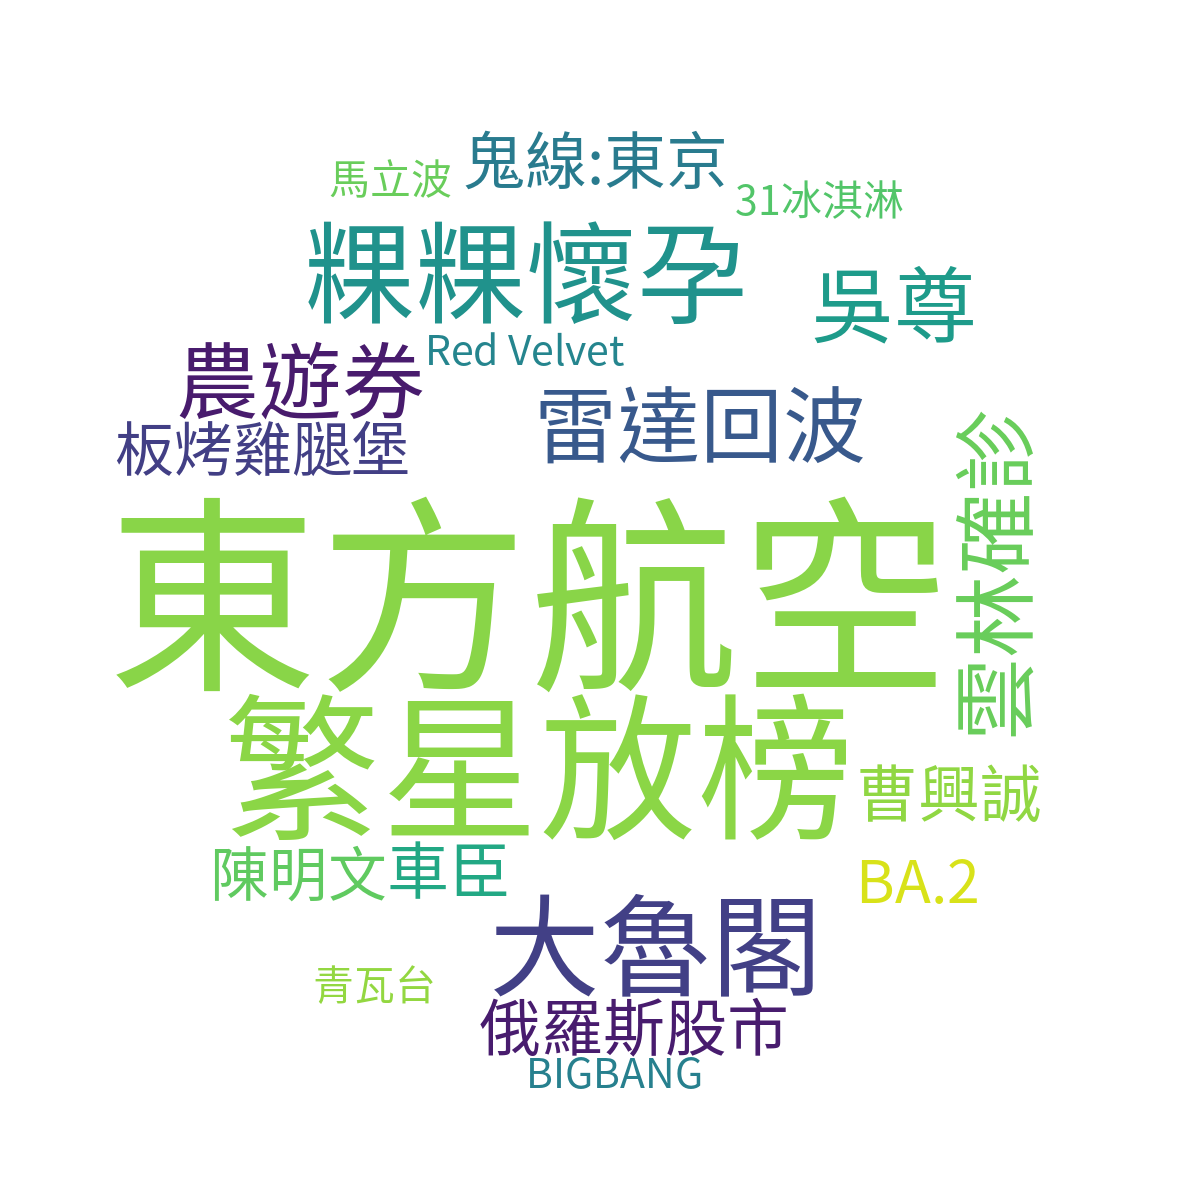 鬼線:東京
馬立波
31冰淇淋
粿粿懷孕
吳尊
Red Velvet
農遊券
雷達回波
板烤雞腿堡
雲林確診
東方航空
繁星放榜
曹興誠
陳明文
車臣
BA.2
大魯閣
青瓦台
俄羅斯股市
BIGBANG